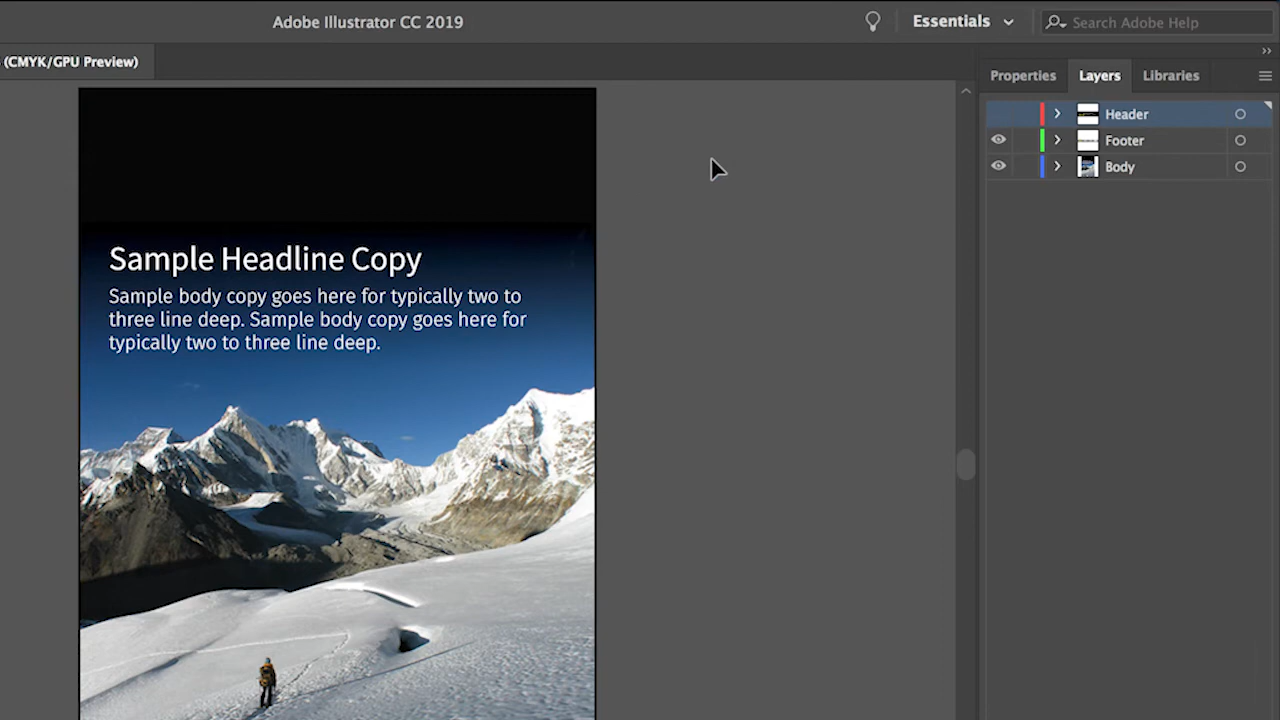 Adobe Illustrator CC 2019
Essentials
Search Adobe Help
(CMYK/GPU Preview)
Properties
Layers
Libraries
Header
Footer
Body
Sample Headline Copy
Sample body copy goes here for typically two to
three line deep. Sample body copy goes here for
typically two to three line deep.